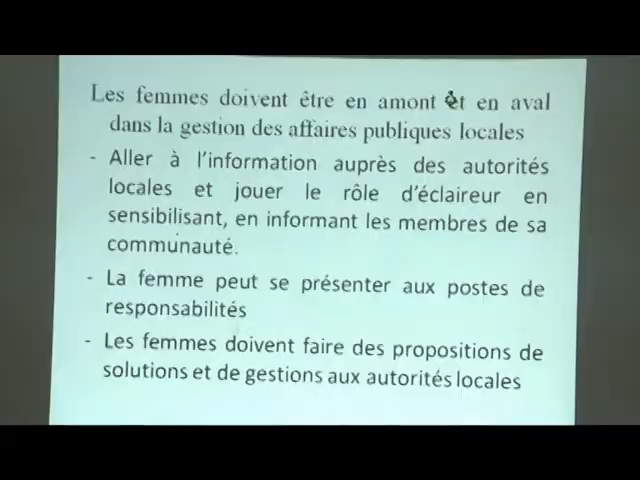 Les femmes doivent être en amont et en aval
dans la gestion des affaires publiques locales
- Aller à l'information auprès des autorités
locales et jouer le rôle d'éclaireur en
sensibilisant, en informant les membres de sa
communauté.
- La femme peut se présenter aux postes de
responsabilités
- Les femmes doivent faire des propositions de
solutions et de gestions aux autorités locales